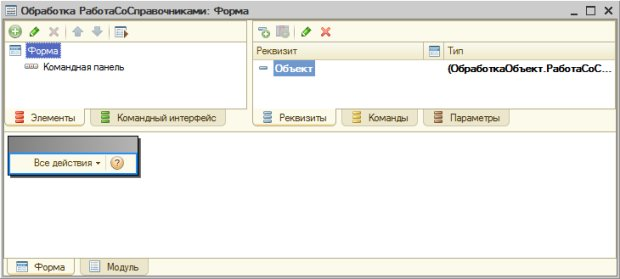 Обработка РаботаСоСправочниками: Форма
Форма
Командная панель
Элементы
Командный интерфейс
Реквизит
Тип
Объект
(ОбработкаОбъект.РаботаСоС...
Реквизиты
Команды
Параметры
Все действия
?
Форма
Модуль